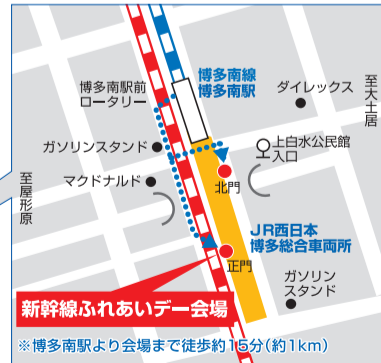 博多南駅前
ロータリー
博多南線
博多南駅
ダイレックス
至大土居
ガソリンスタンド
上白水公民館
入口
マクドナルド
北門
至屋形原
JR西日本
博多総合車両所
正門
ガソリン
スタンド
新幹線ふれあいデー会場
※博多南駅より会場まで徒歩約15分(約1km)